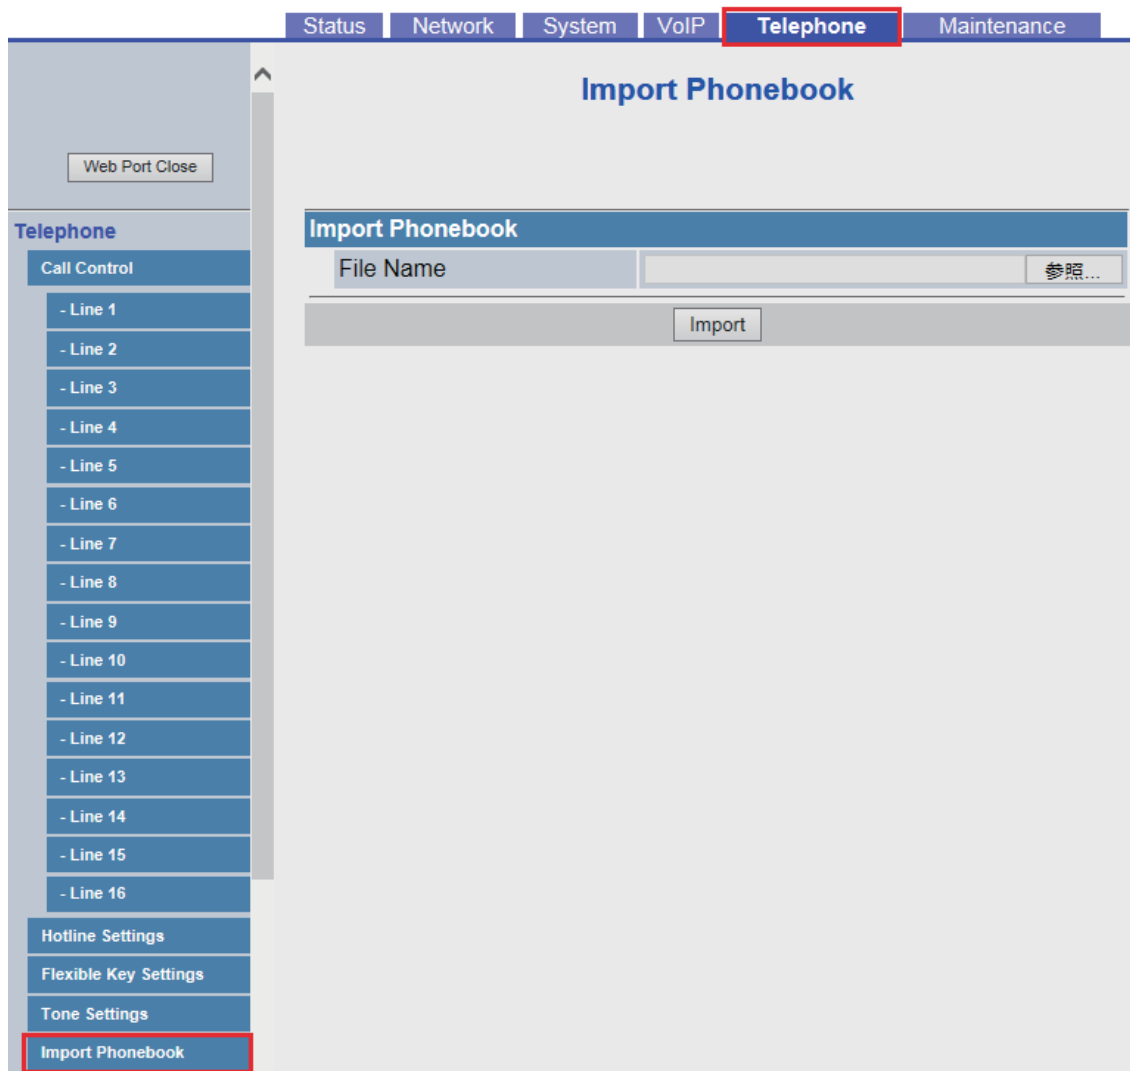 Status Network System VoIP Telephone Maintenance
Import Phonebook
Web Port Close
Telephone
Call Control
- Line 1
- Line 2
- Line 3
- Line 4
- Line 5
- Line 6
- Line 7
- Line 8
- Line 9
- Line 10
- Line 11
- Line 12
- Line 13
- Line 14
- Line 15
- Line 16
Hotline Settings
Flexible Key Settings
Tone Settings
Import Phonebook
Import Phonebook
File Name 参照...
Import